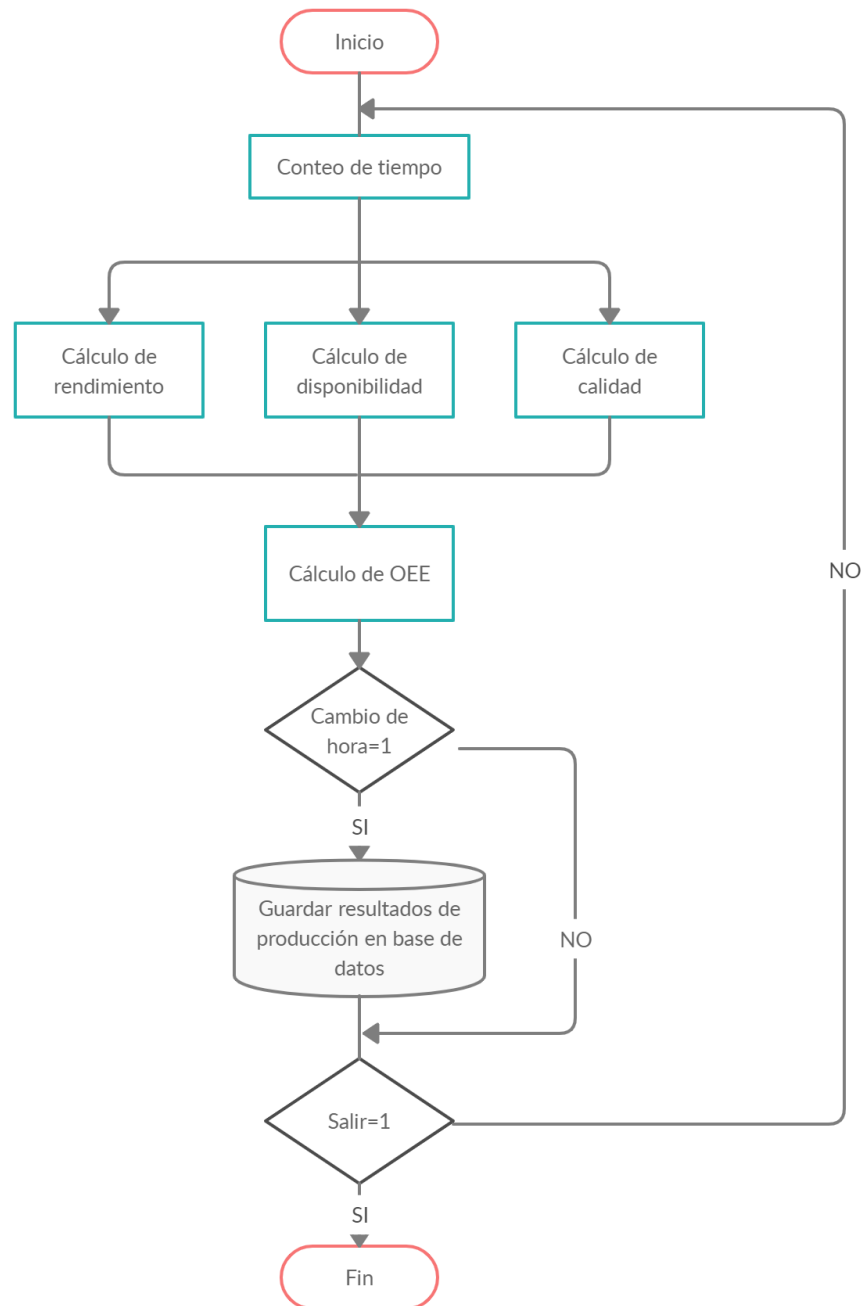 Inicio
Conteo de tiempo
Cálculo de
rendimiento
Cálculo de
disponibilidad
Cálculo de
calidad
Cálculo de OEE
NO
Cambio de
hora=1
SI
Guardar resultados de
producción en base de
datos
NO
Salir=1
SI
Fin